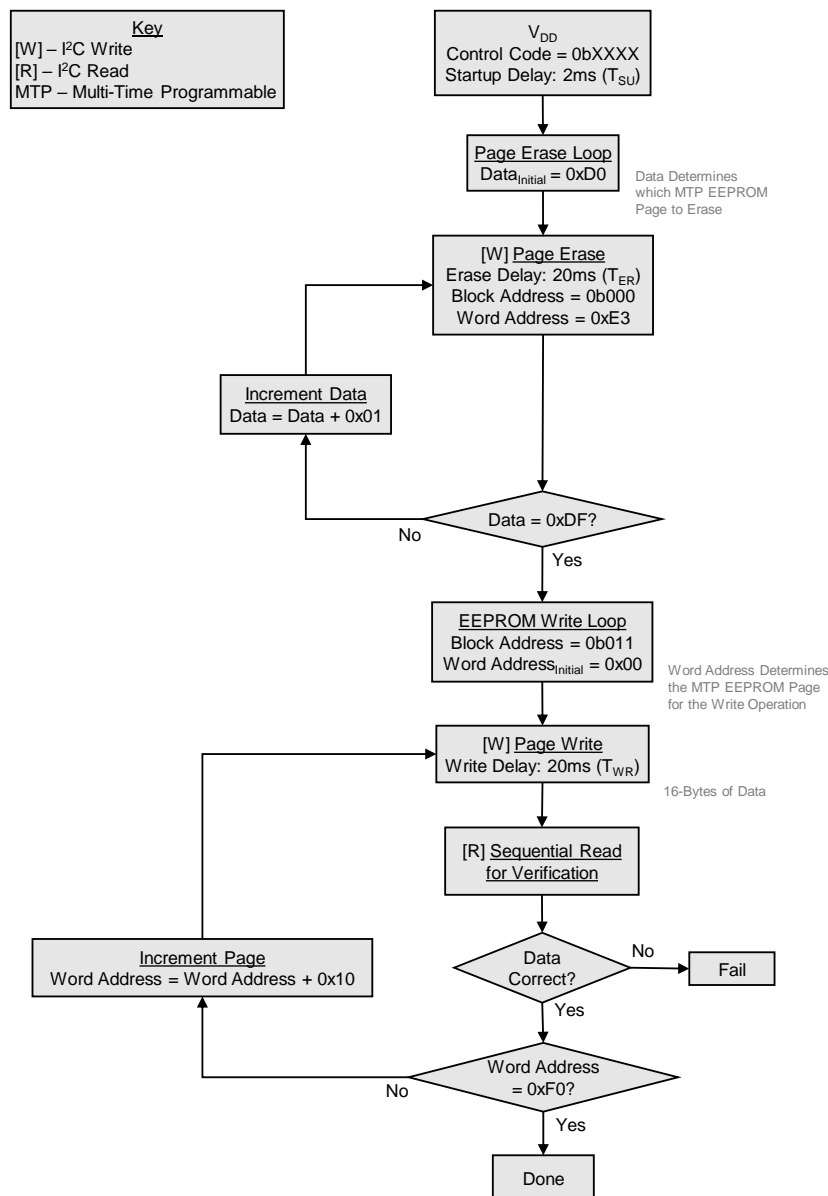 Key
[W] – I²C Write
[R] – I²C Read
MTP – Multi-Time Programmable
V_DD
Control Code = 0bXXXX
Startup Delay: 2ms (T_SU)
Page Erase Loop
Data_Initial = 0xD0
Data Determines
which MTP EEPROM
Page to Erase
[W] Page Erase
Erase Delay: 20ms (T_ER)
Block Address = 0b000
Word Address = 0xE3
Increment Data
Data = Data + 0x01
Data = 0xDF?
No
Yes
EEPROM Write Loop
Block Address = 0b011
Word Address_Initial = 0x00
Word Address Determines
the MTP EEPROM Page
for the Write Operation
[W] Page Write
Write Delay: 20ms (T_WR)
16-Bytes of Data
[R] Sequential Read
for Verification
Increment Page
Word Address = Word Address + 0x10
Data
Correct?
No
Fail
Yes
Word Address
= 0xF0?
No
Yes
Done